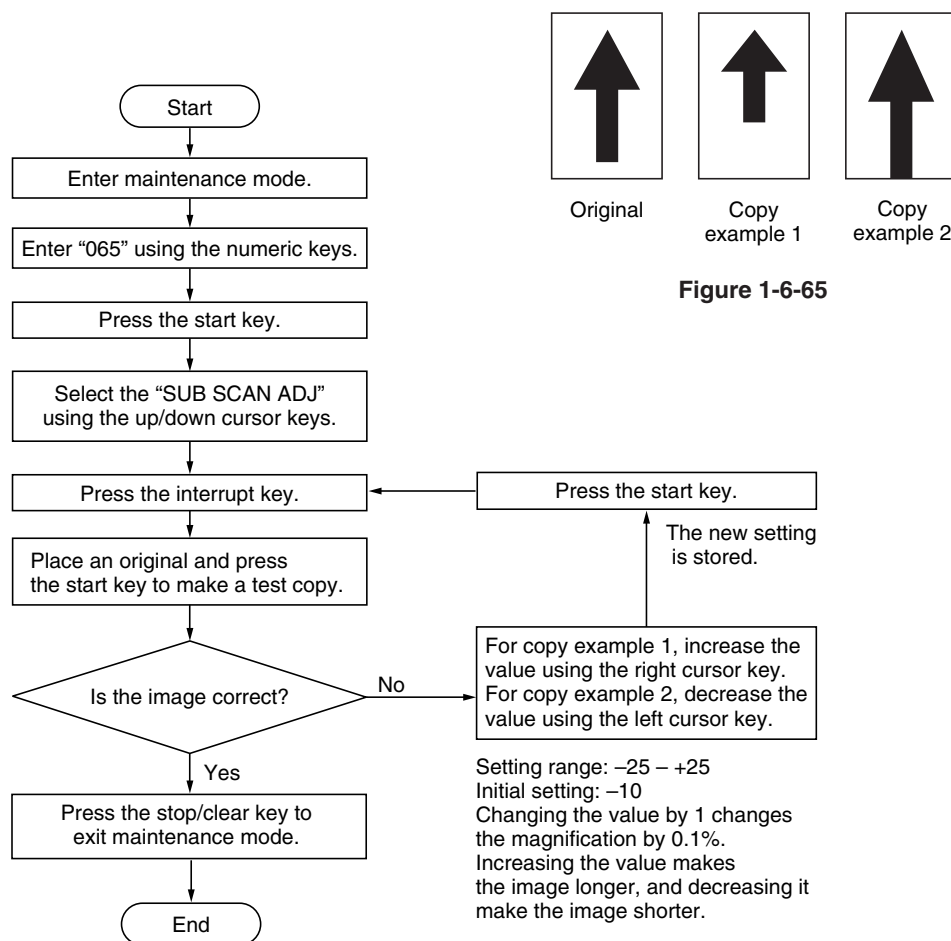 Start
Enter maintenance mode.
Enter “065” using the numeric keys.
Press the start key.
Select the “SUB SCAN ADJ”
using the up/down cursor keys.
Press the interrupt key.
Place an original and press
the start key to make a test copy.
Is the image correct?
No
Yes
Press the stop/clear key to
exit maintenance mode.
End
Original
Copy
example 1
Copy
example 2
Figure 1-6-65
Press the start key.
The new setting
is stored.
For copy example 1, increase the
value using the right cursor key.
For copy example 2, decrease the
value using the left cursor key.
Setting range: –25 – +25
Initial setting: –10
Changing the value by 1 changes
the magnification by 0.1%.
Increasing the value makes
the image longer, and decreasing it
make the image shorter.